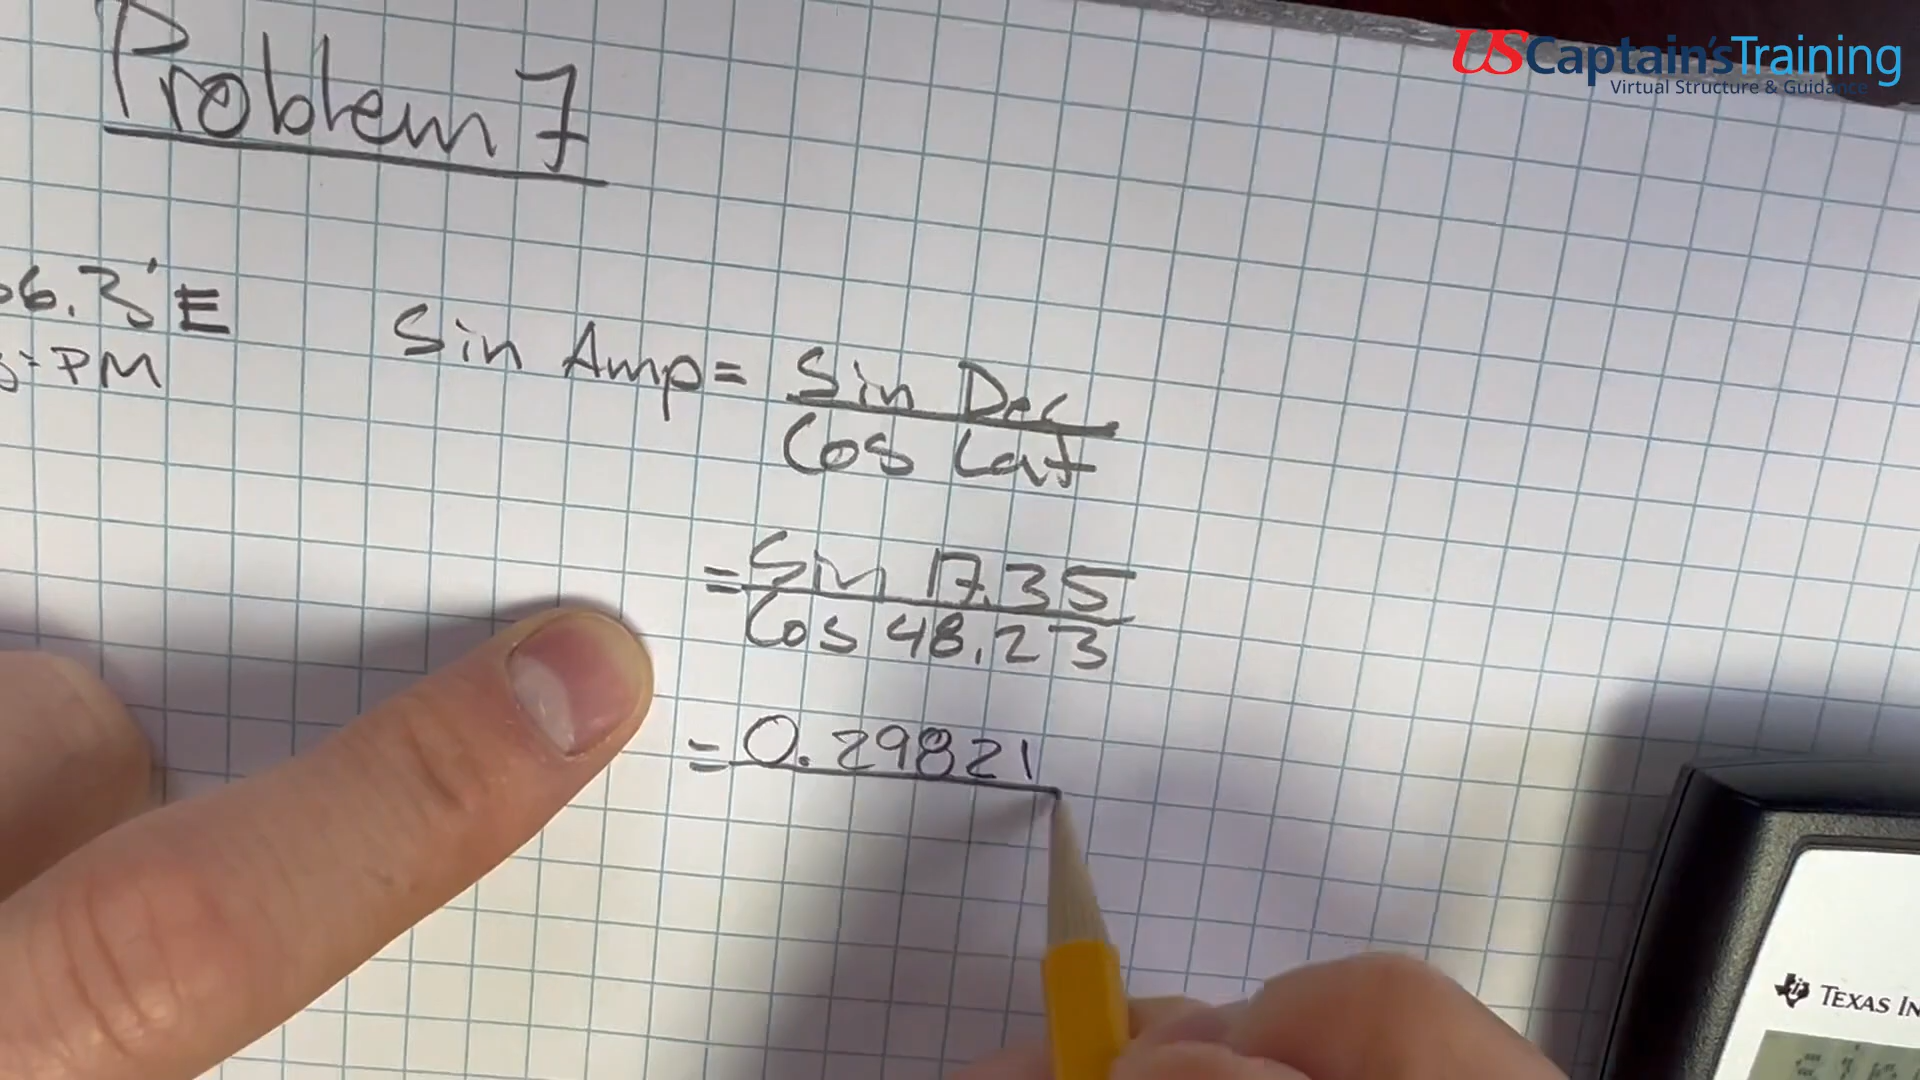 USCaptain'sTraining
Virtual Structure & Guidance
Problem 7
06.3' E
PM
Sin Amp = Sin Dec
Cos Lat
= Sin 17.35
Cos 48.23
= 0.29821
TEXAS IN